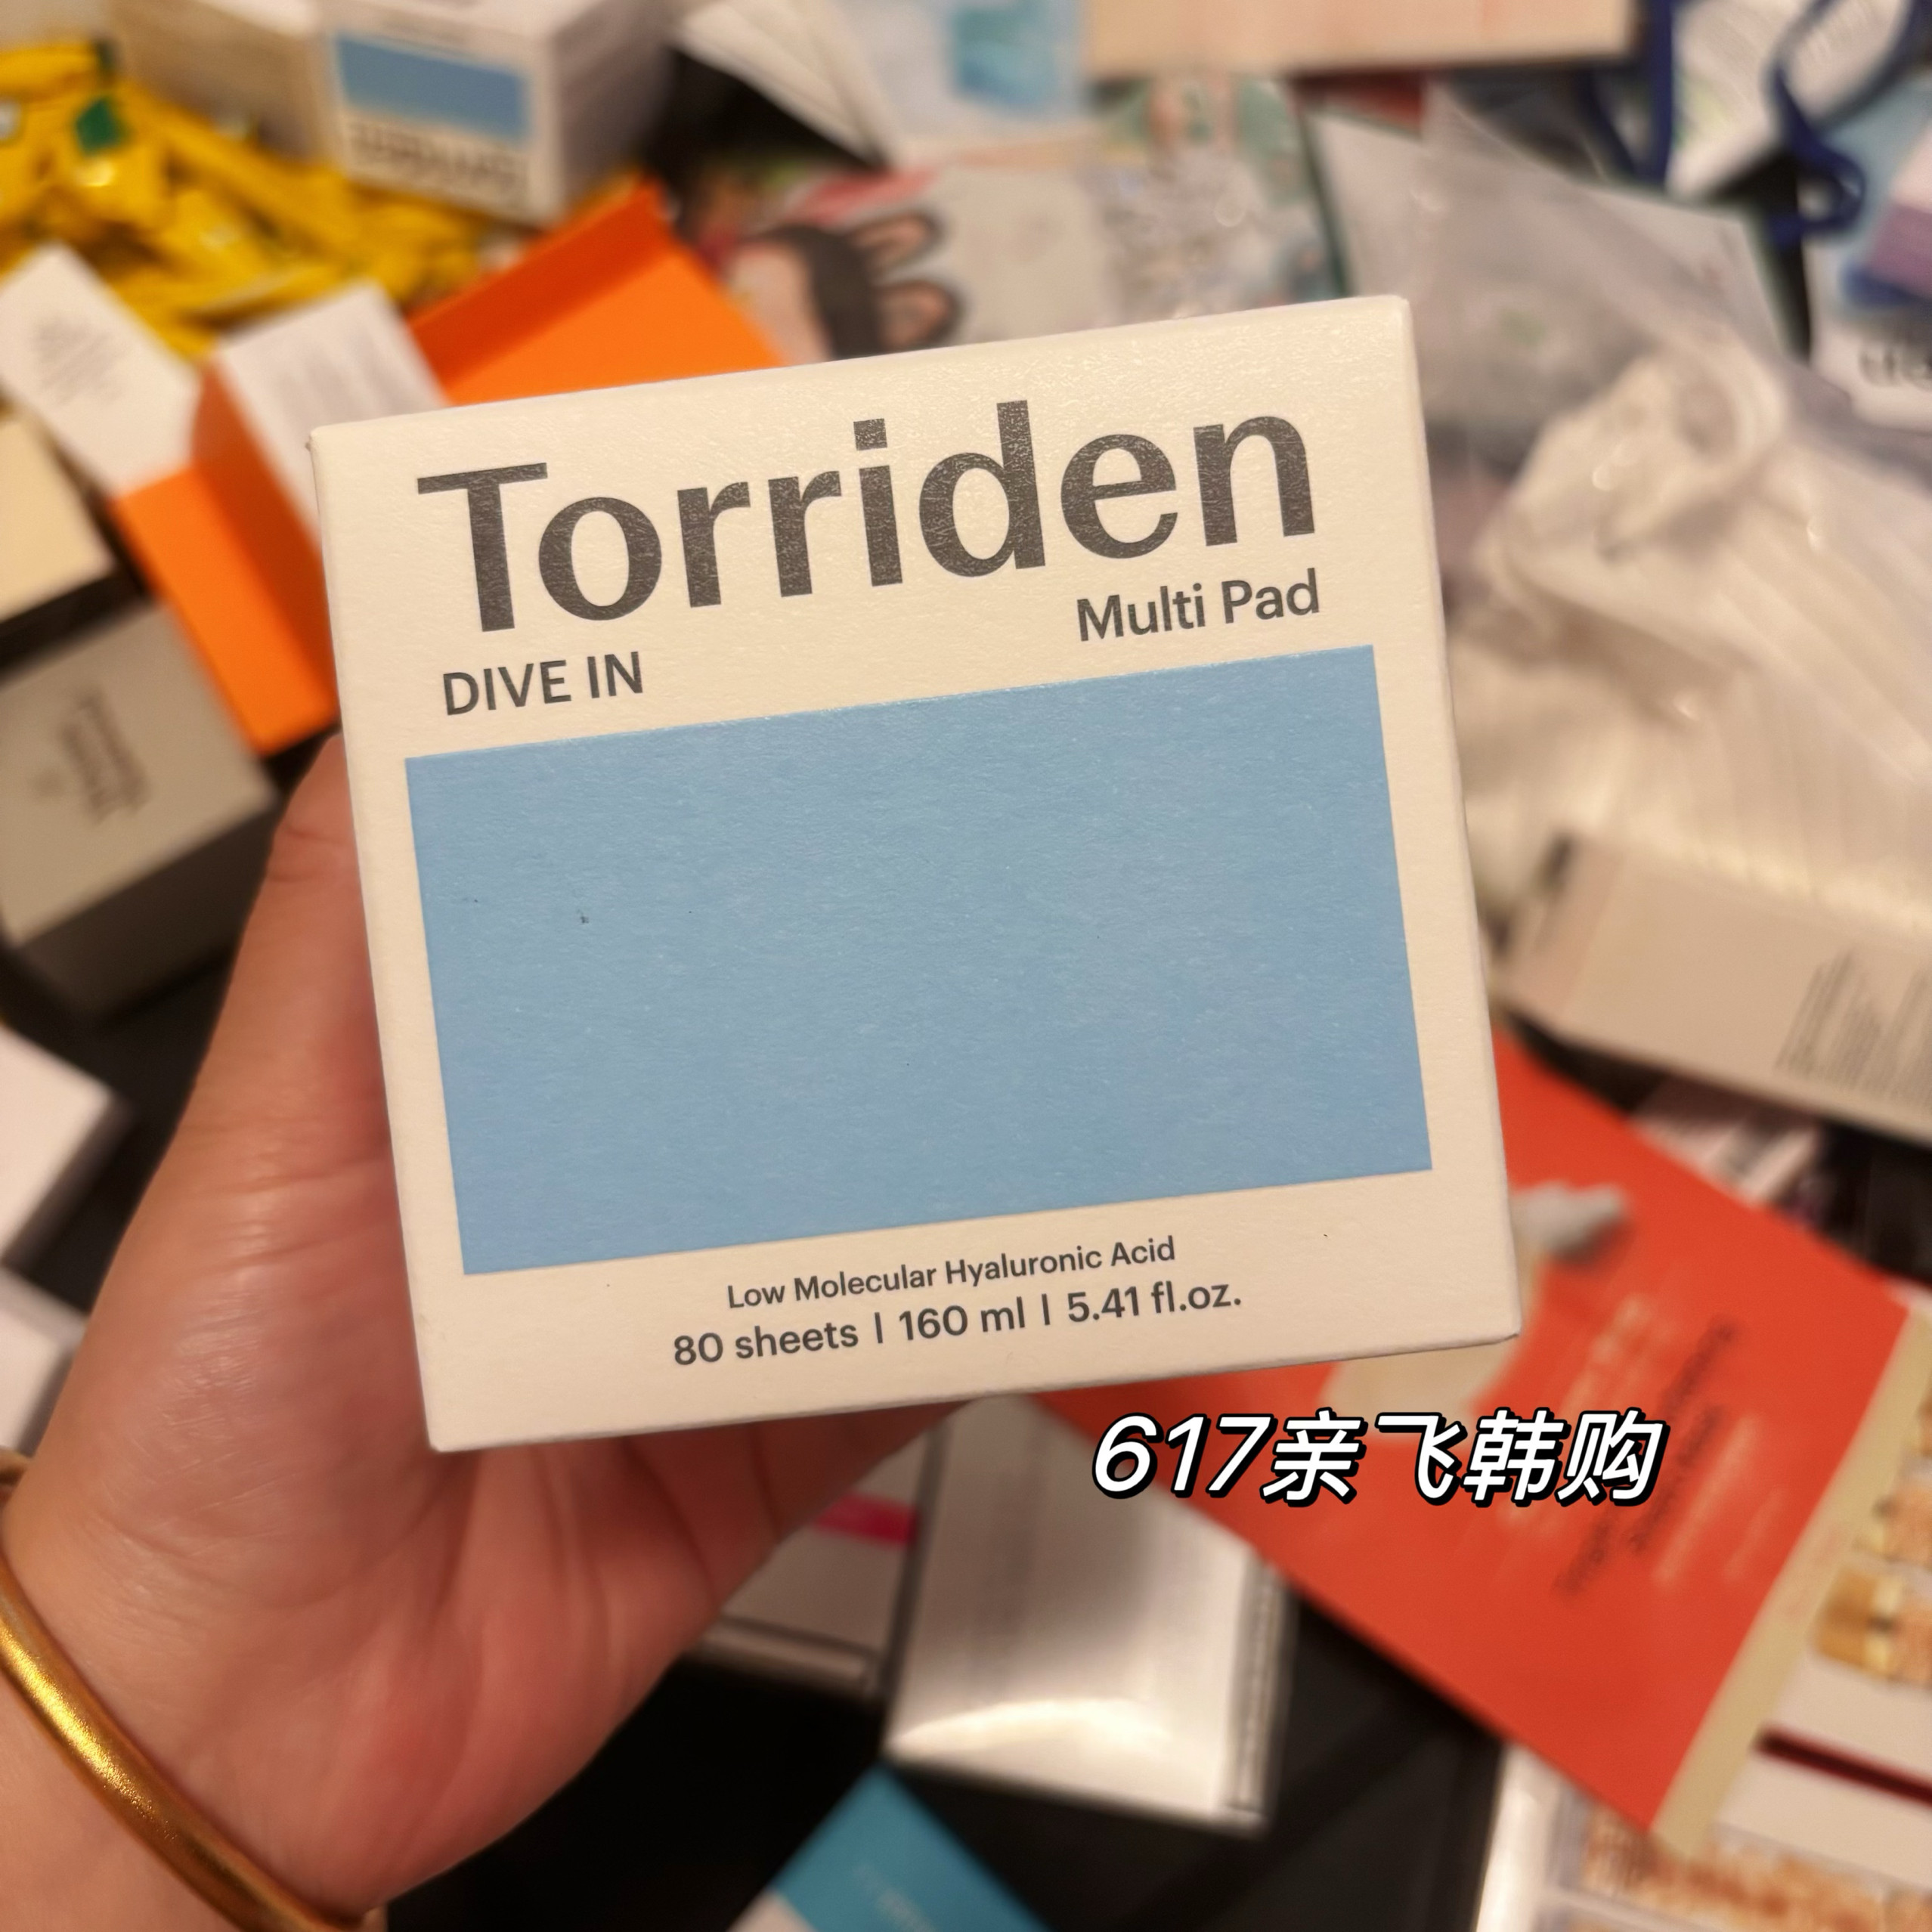 Torriden
Multi Pad
DIVE IN
Low Molecular Hyaluronic Acid
80 sheets | 160 ml | 5.41 fl.oz.
617亲飞韩购